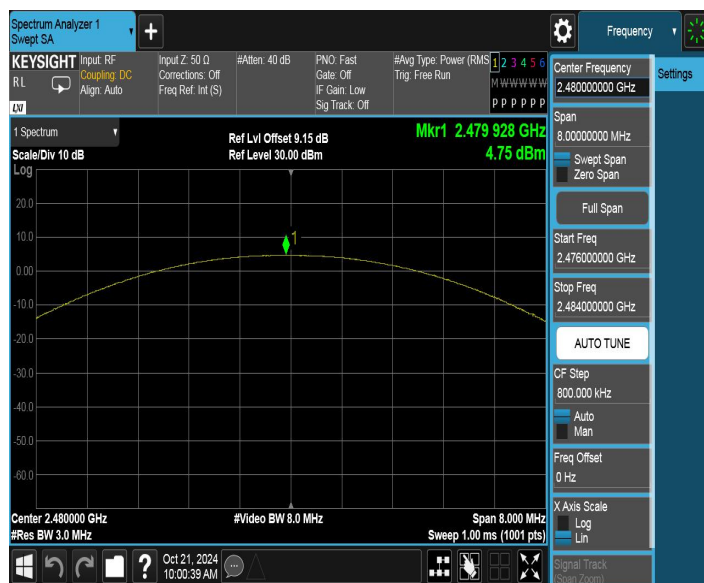 Spectrum Analyzer 1
Swept SA
+
Frequency
KEYSIGHT
RL
LXI
Input: RF
Coupling: DC
Align: Auto
Input Z: 50 Ω
Corrections: Off
Freq Ref: Int (S)
#Atten: 40 dB
PNO: Fast
Gate: Off
IF Gain: Low
Sig Track: Off
#Avg Type: Power (RMS
Trig: Free Run
1 2 3 4 5 6
M W W W W W
P P P P P P
1 Spectrum
Scale/Div 10 dB
Ref Lvl Offset 9.15 dB
Ref Level 30.00 dBm
Mkr1 2.479 928 GHz
4.75 dBm
Log
20.0
10.0
0.00
-10.0
-20.0
-30.0
-40.0
-50.0
-60.0
1
Center 2.480000 GHz
#Res BW 3.0 MHz
#Video BW 8.0 MHz
Span 8.000 MHz
Sweep 1.00 ms (1001 pts)
?
Oct 21, 2024
10:00:39 AM
Center Frequency
2.480000000 GHz
Span
8.00000000 MHz
Swept Span
Zero Span
Full Span
Start Freq
2.476000000 GHz
Stop Freq
2.484000000 GHz
AUTO TUNE
CF Step
800.000 kHz
Auto
Man
Freq Offset
0 Hz
X Axis Scale
Log
Lin
Signal Track
(Span Zoom)
Settings